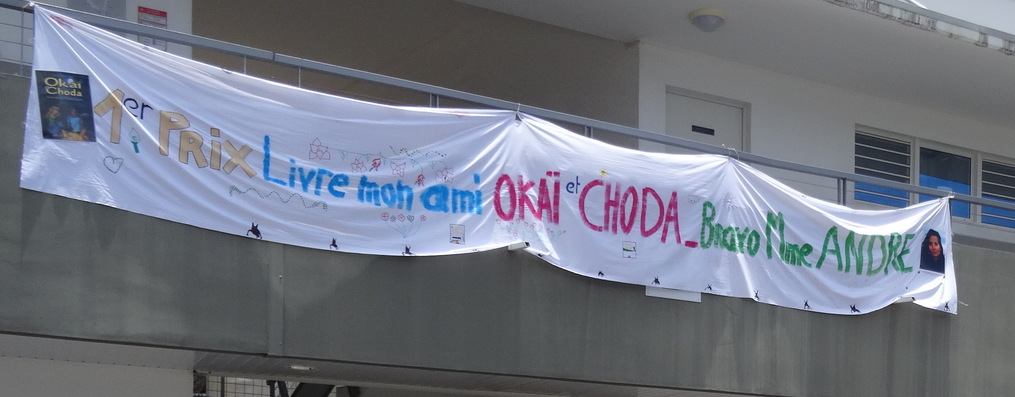 Okaï
Choda
1er Prix Livre mon ami OKAÏ et CHODA_Bravo Mme ANDRE